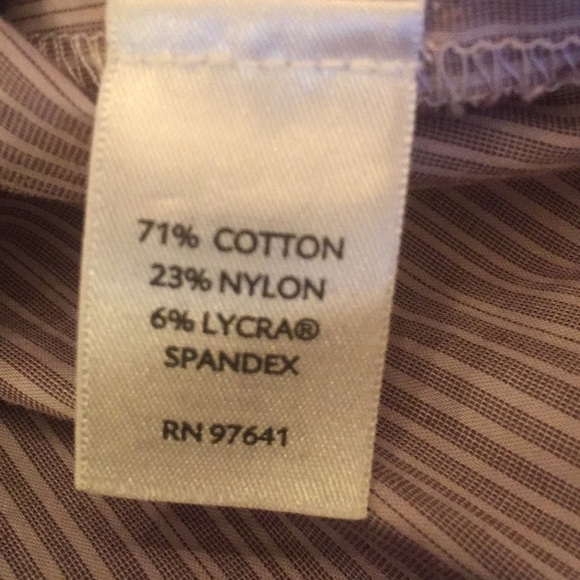 71% COTTON
23% NYLON
6% LYCRA®
SPANDEX
RN 97641